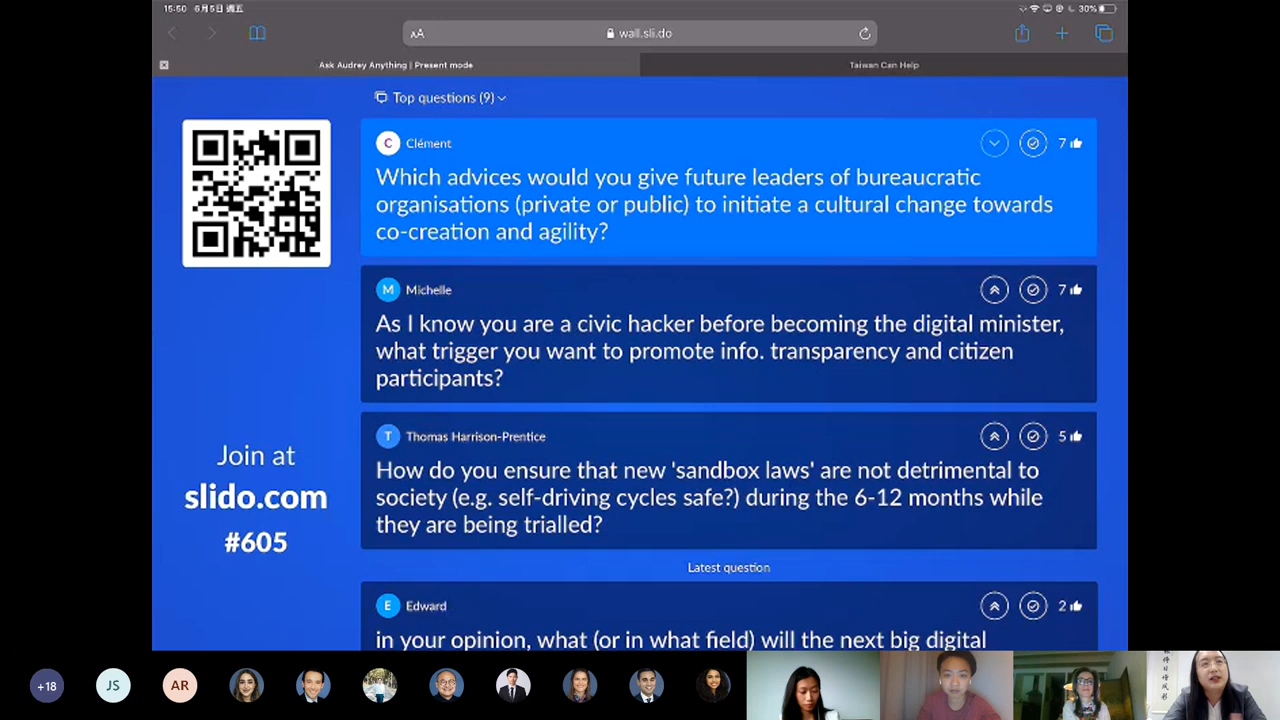 15:50 6月5日 週五
30%
AA
wall.sli.do
Ask Audrey Anything | Present mode
Taiwan Can Help
Top questions (9)
C Clément
7
Which advices would you give future leaders of bureaucratic
organisations (private or public) to initiate a cultural change towards
co-creation and agility?
M Michelle
7
As I know you are a civic hacker before becoming the digital minister,
what trigger you want to promote info. transparency and citizen
participants?
T Thomas Harrison-Prentice
5
How do you ensure that new 'sandbox laws' are not detrimental to
society (e.g. self-driving cycles safe?) during the 6-12 months while
they are being trialled?
Join at
slido.com
#605
Latest question
E Edward
2
in your opinion, what (or in what field) will the next big digital
+18
JS
AR